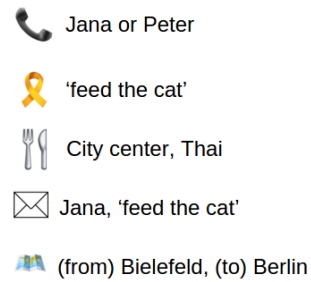 Jana or Peter
‘feed the cat’
City center, Thai
Jana, ‘feed the cat’
(from) Bielefeld, (to) Berlin